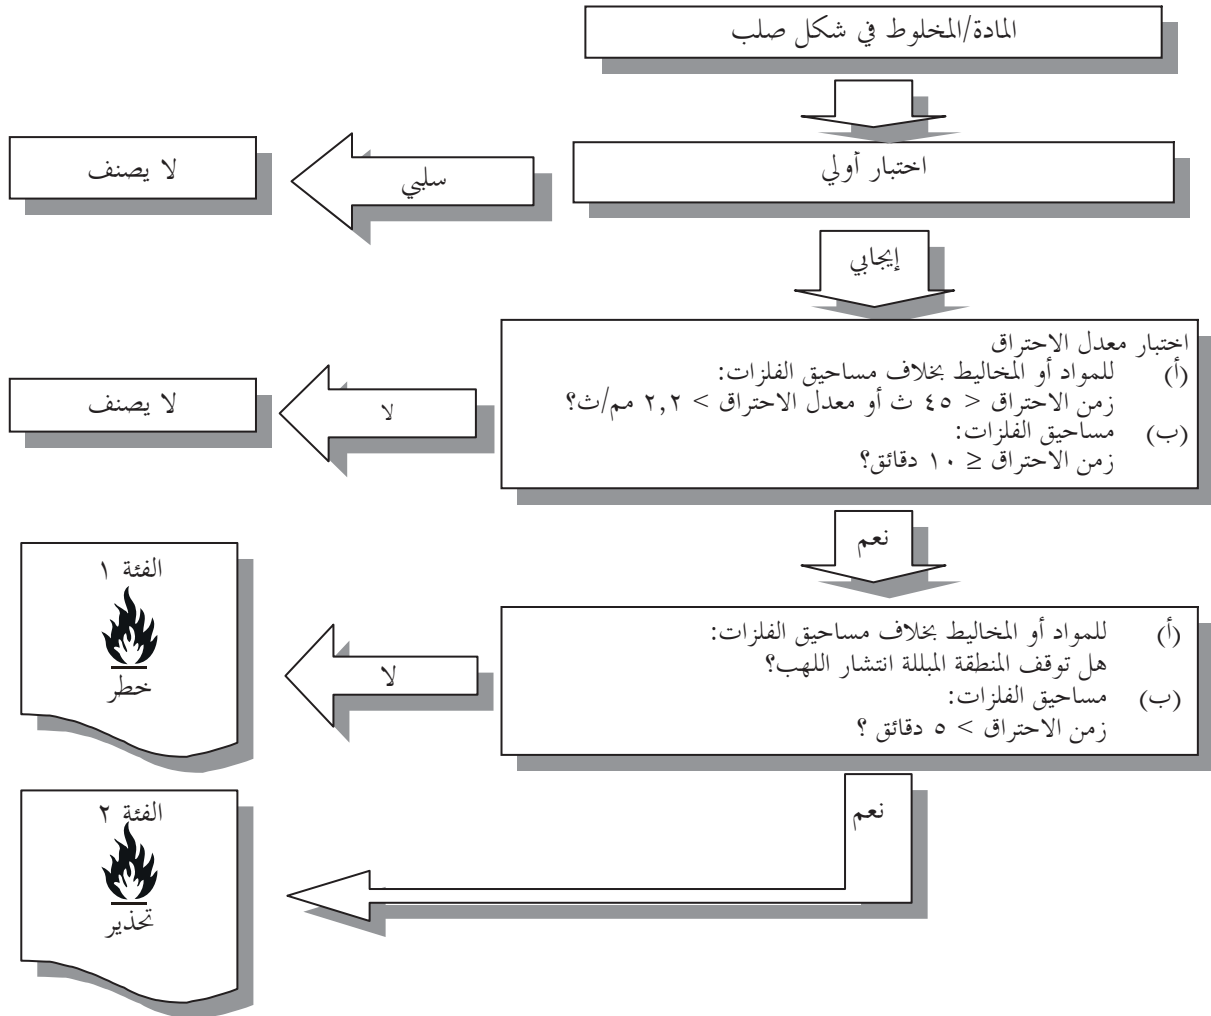 المادة/المخلوط في شكل صلب
اختبار أولي
سلبي
لا يصنف
إيجابي
اختبار معدل الاحتراق
(أ) للمواد أو المخاليط بخلاف مساحيق الفلزات:
زمن الاحتراق < ٤٥ ث أو معدل الاحتراق > ٢,٢ مم/ث؟
(ب) مساحيق الفلزات:
زمن الاحتراق ≤ ١٠ دقائق؟
لا
لا يصنف
نعم
(أ) للمواد أو المخاليط بخلاف مساحيق الفلزات:
هل توقف المنطقة المبللة انتشار اللهب؟
(ب) مساحيق الفلزات:
زمن الاحتراق > ٥ دقائق ؟
لا
الفئة ١
خطر
نعم
الفئة ٢
تحذير